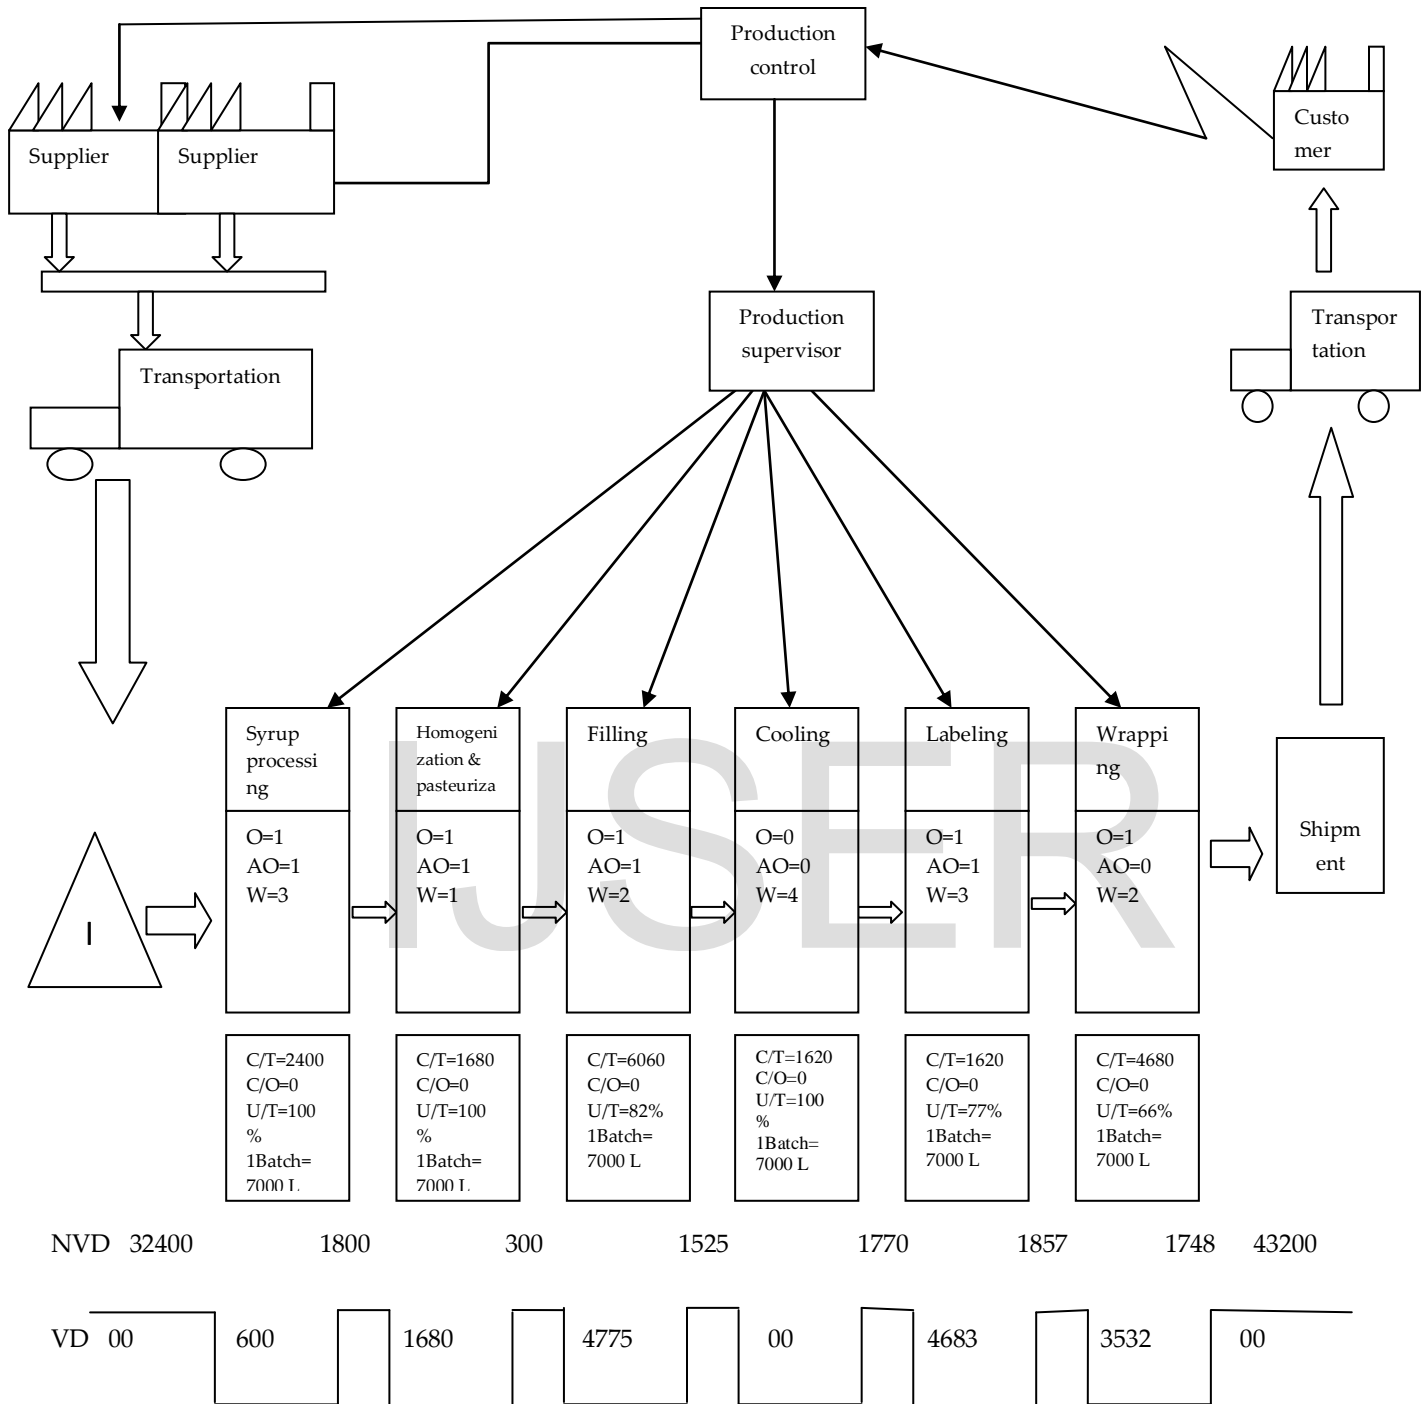 Production
control
Custo
mer
Supplier
Supplier
Production
supervisor
Transpor
tation
Transportation
Syrup
processi
ng
Homogeni
zation &
pasteuriza
Filling
Cooling
Labeling
Wrappi
ng
O=1
AO=1
W=3
O=1
AO=1
W=1
O=1
AO=1
W=2
O=0
AO=0
W=4
O=1
AO=1
W=3
O=1
AO=0
W=2
Shipm
ent
I
IJSER
C/T=2400
C/O=0
U/T=100
%
1Batch=
7000 L
C/T=1680
C/O=0
U/T=100
%
1Batch=
7000 L
C/T=6060
C/O=0
U/T=82%
1Batch=
7000 L
C/T=1620
C/O=0
U/T=100
%
1Batch=
7000 L
C/T=1620
C/O=0
U/T=77%
1Batch=
7000 L
C/T=4680
C/O=0
U/T=66%
1Batch=
7000 L
NVD 32400 1800 300 1525 1770 1857 1748 43200
VD 00 600 1680 4775 00 4683 3532 00